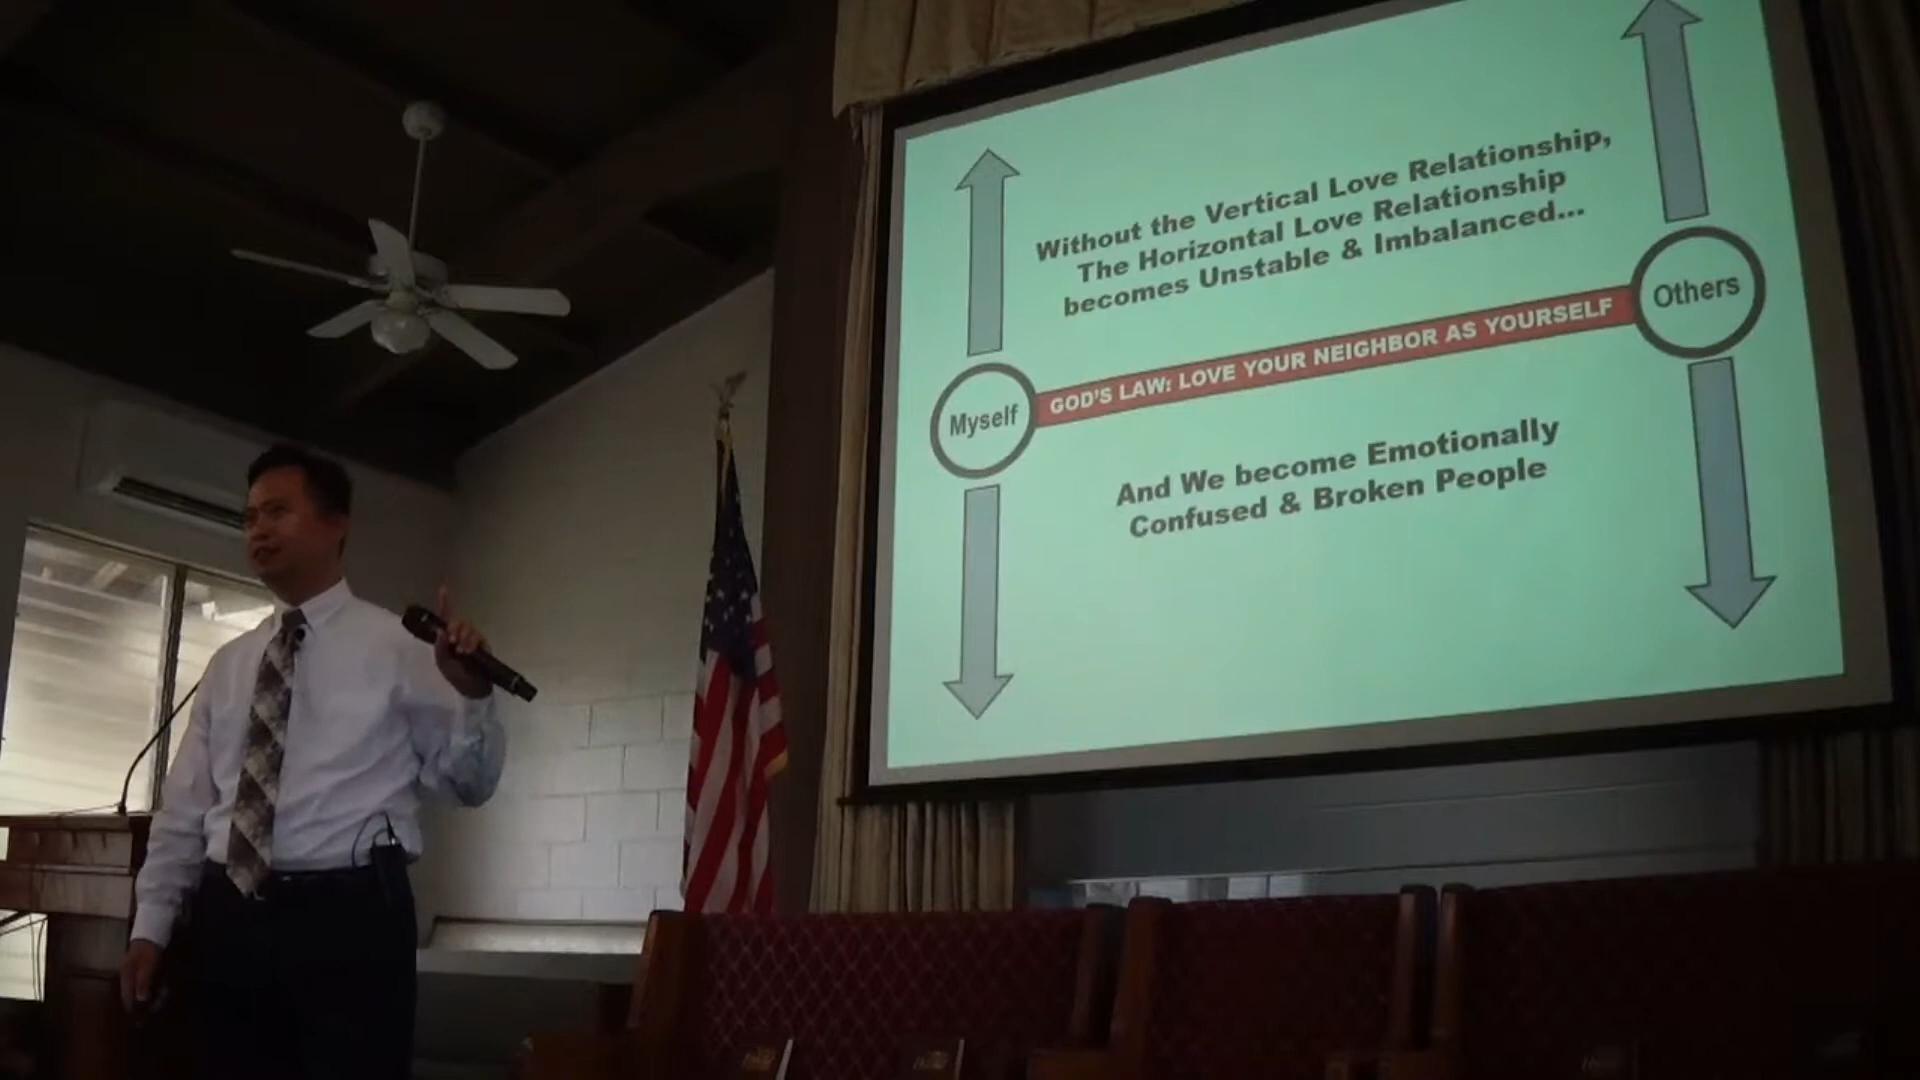 Without the Vertical Love Relationship,
The Horizontal Love Relationship
becomes Unstable & Imbalanced...
Others
GOD'S LAW: LOVE YOUR NEIGHBOR AS YOURSELF
Myself
And We become Emotionally
Confused & Broken People